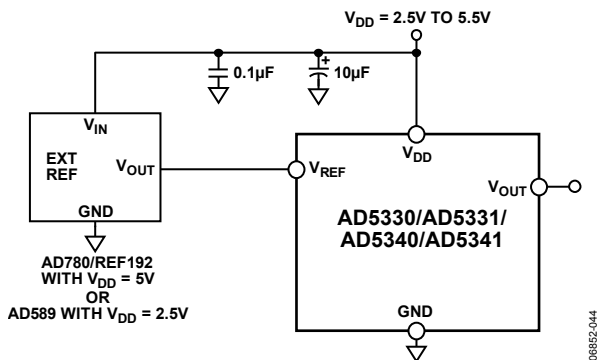 V_DD = 2.5V TO 5.5V
0.1µF
+
10µF
V_IN
EXT
REF
V_OUT
GND
V_REF
V_DD
V_OUT
AD5330/AD5331/
AD5340/AD5341
GND
AD780/REF192
WITH V_DD = 5V
OR
AD589 WITH V_DD = 2.5V
06852-044